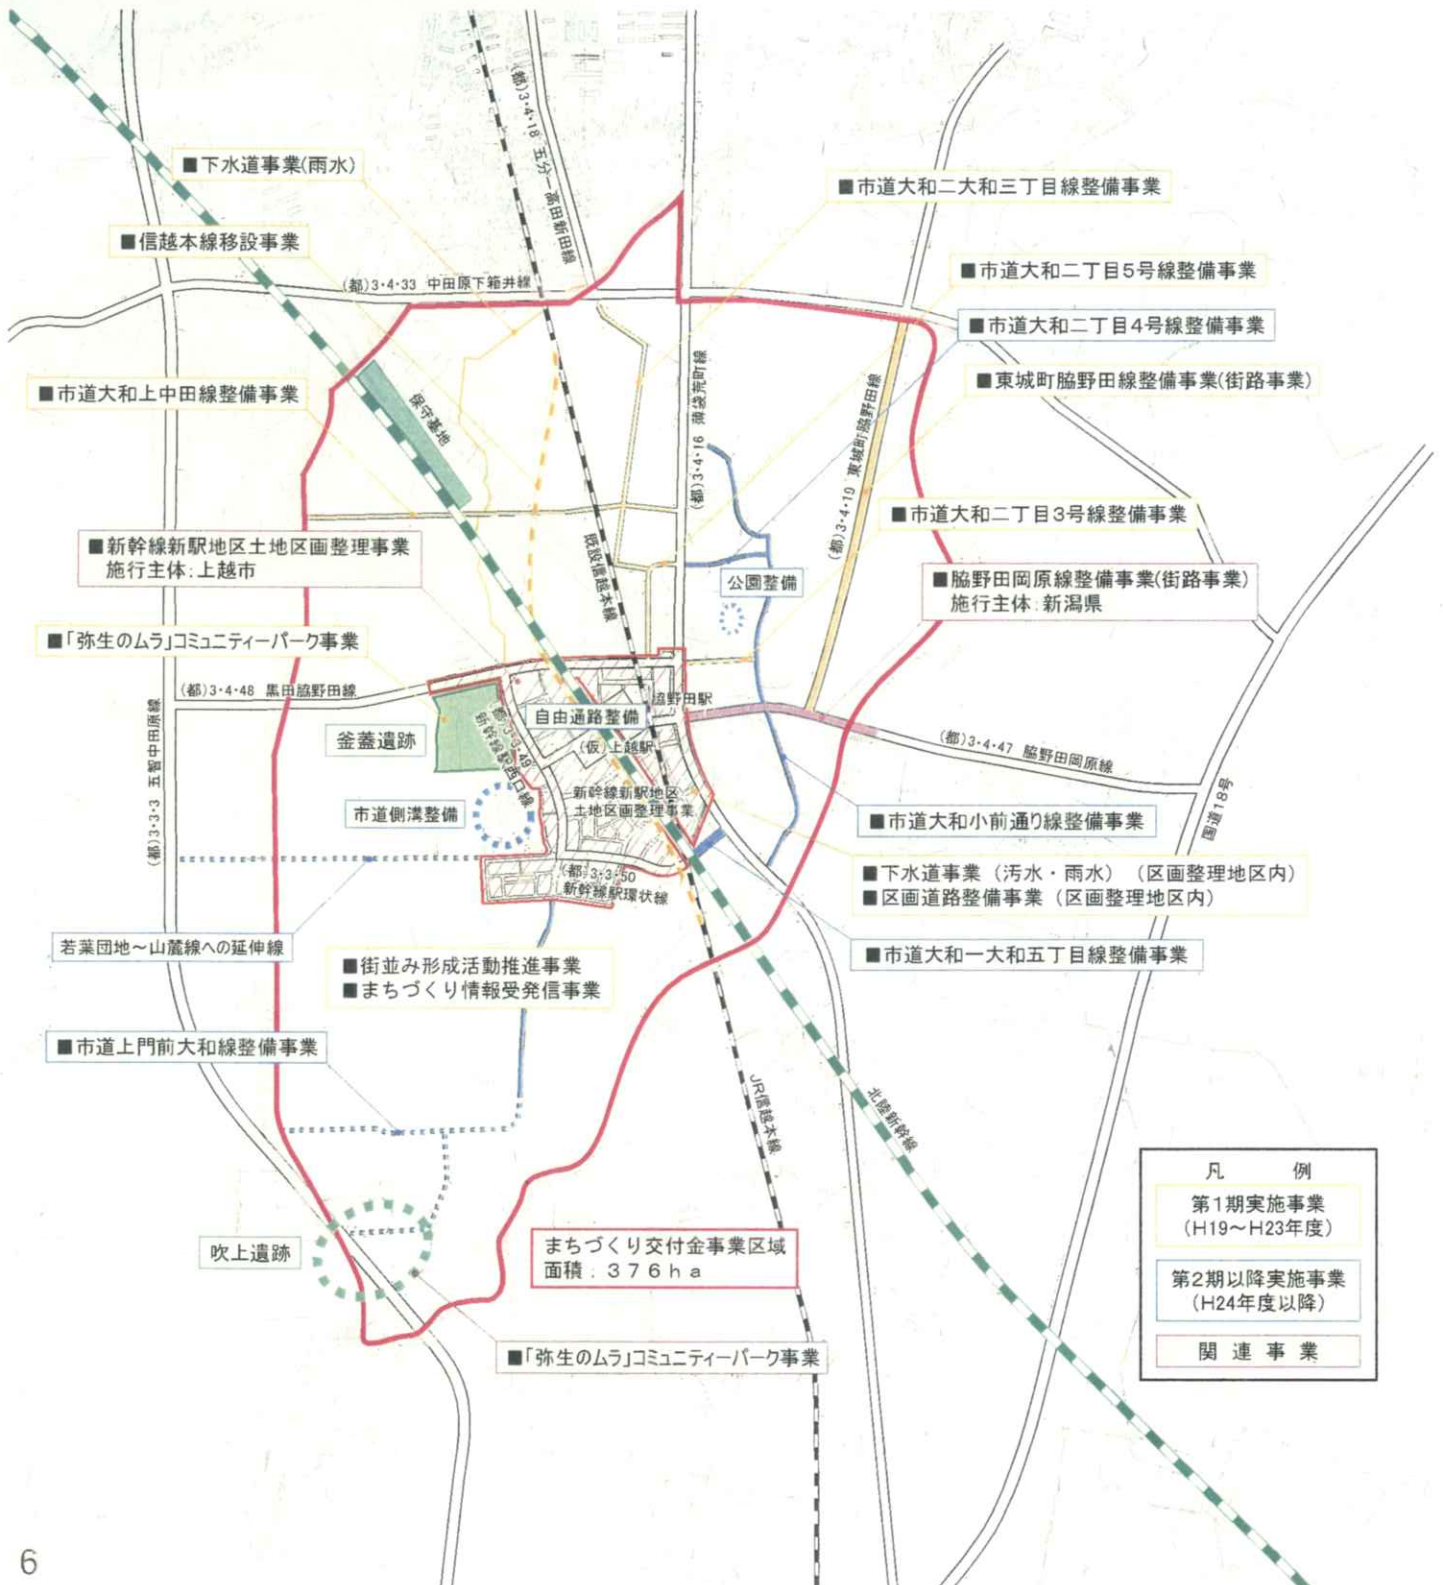 (都)3・4・18 五分一高田新田線
■下水道事業(雨水)
■市道大和二大和三丁目線整備事業
■信越本線移設事業
■市道大和二丁目5号線整備事業
(都)3・4・33 中田原下箱井線
■市道大和二丁目4号線整備事業
■市道大和上中田線整備事業
■東城町脇野田線整備事業(街路事業)
保守基地
(都)3・4・16 薄袋荒町線
(都)3・4・19 東城町脇野田線
■市道大和二丁目3号線整備事業
■新幹線新駅地区土地区画整理事業
施行主体:上越市
既設信越本線
公園整備
■脇野田岡原線整備事業(街路事業)
施行主体:新潟県
■「弥生のムラ」コミュニティーパーク事業
(都)3・4・48 黒田脇野田線
脇野田駅
(都)3・3・3 五智中田原線
釜蓋遺跡
(都)3・3・49
新幹線駅西口線
自由通路整備
(仮)上越駅
(都)3・4・47 脇野田岡原線
国道18号
新幹線新駅地区
土地区画整理事業
市道側溝整備
■市道大和小前通り線整備事業
■下水道事業(汚水・雨水)(区画整理地区内)
■区画道路整備事業(区画整理地区内)
(都)3・3・50
新幹線駅環状線
若葉団地～山麓線への延伸線
■街並み形成活動推進事業
■まちづくり情報受発信事業
■市道大和一大和五丁目線整備事業
■市道上門前大和線整備事業
JR信越本線
北陸新幹線
吹上遺跡
まちづくり交付金事業区域
面積:376ha
■「弥生のムラ」コミュニティーパーク事業
凡 例
第1期実施事業
(H19～H23年度)
第2期以降実施事業
(H24年度以降)
関連事業
6